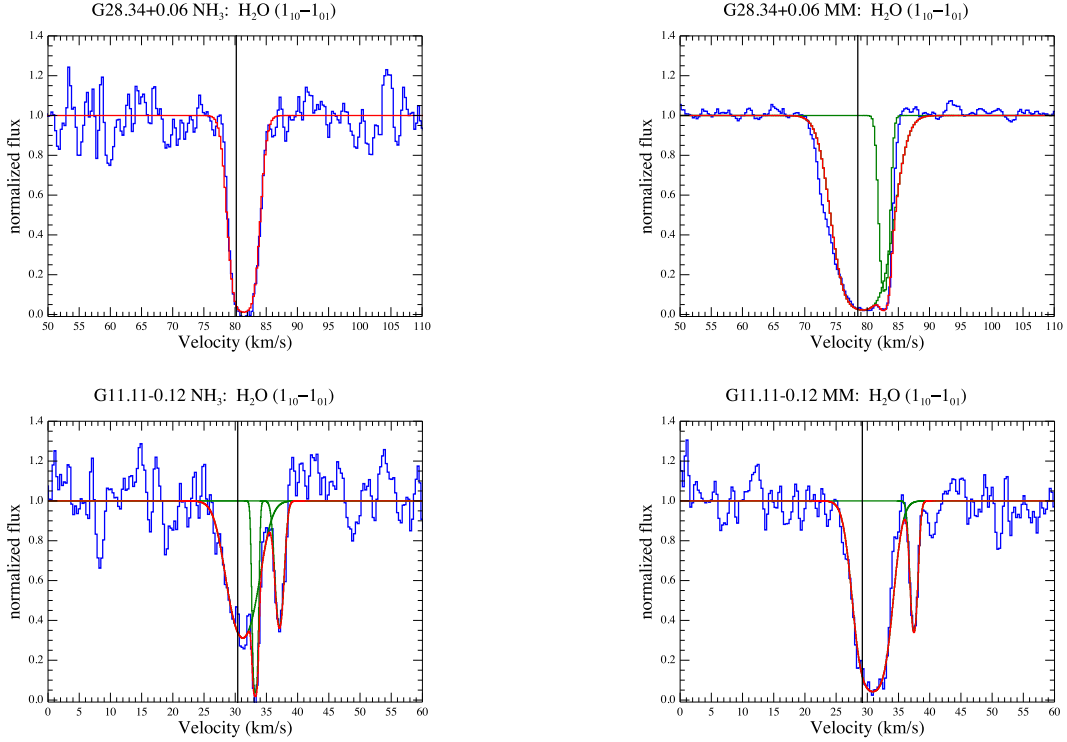 G28.34+0.06 NH₃: H₂O (1₁₀−1₀₁)
normalized flux
1.4
1.2
1.0
0.8
0.6
0.4
0.2
0.0
50 55 60 65 70 75 80 85 90 95 100 105 110
Velocity (km/s)
G28.34+0.06 MM: H₂O (1₁₀−1₀₁)
normalized flux
1.4
1.2
1.0
0.8
0.6
0.4
0.2
0.0
50 55 60 65 70 75 80 85 90 95 100 105 110
Velocity (km/s)
G11.11-0.12 NH₃: H₂O (1₁₀−1₀₁)
normalized flux
1.4
1.2
1.0
0.8
0.6
0.4
0.2
0.0
0 5 10 15 20 25 30 35 40 45 50 55 60
Velocity (km/s)
G11.11-0.12 MM: H₂O (1₁₀−1₀₁)
normalized flux
1.4
1.2
1.0
0.8
0.6
0.4
0.2
0.0
0 5 10 15 20 25 30 35 40 45 50 55 60
Velocity (km/s)